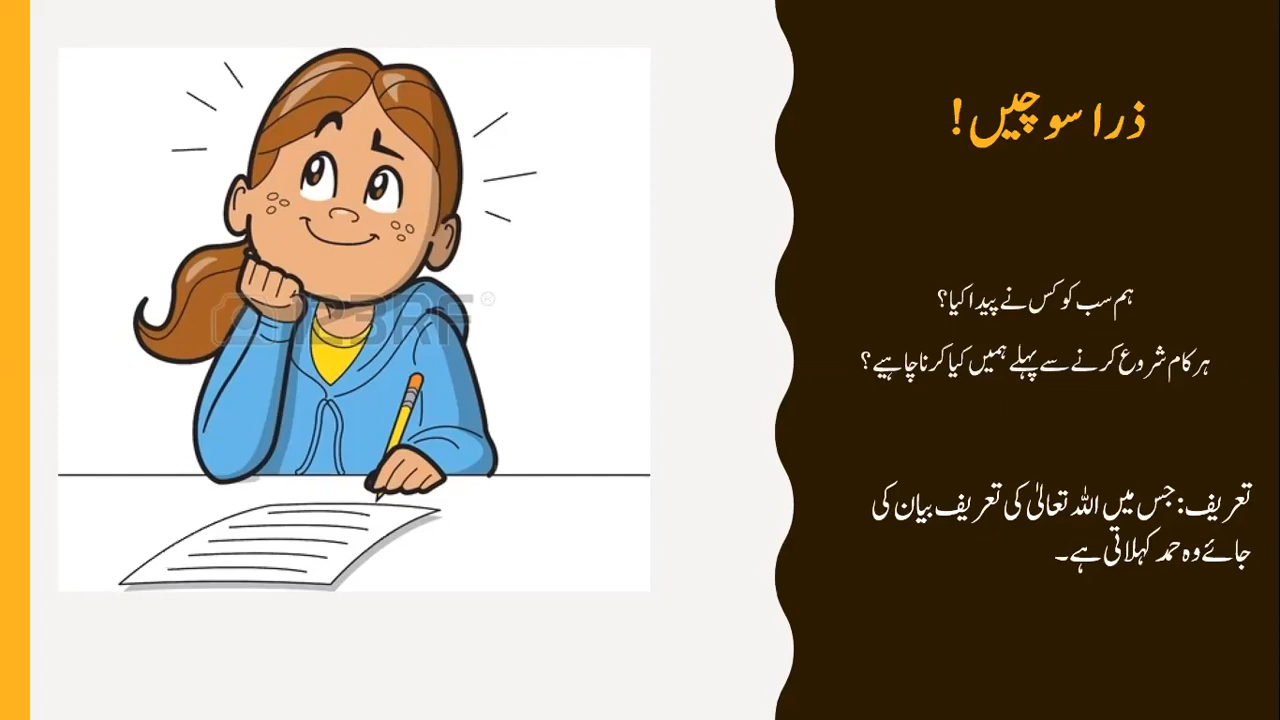 ذرا سوچیں!
ہم سب کو کس نے پیدا کیا؟
ہر کام شروع کرنے سے پہلے ہمیں کیا کرنا چاہیے؟
تعریف: جس میں اللہ تعالیٰ کی تعریف بیان کی
جائے وہ حمد کہلاتی ہے۔
123RF®